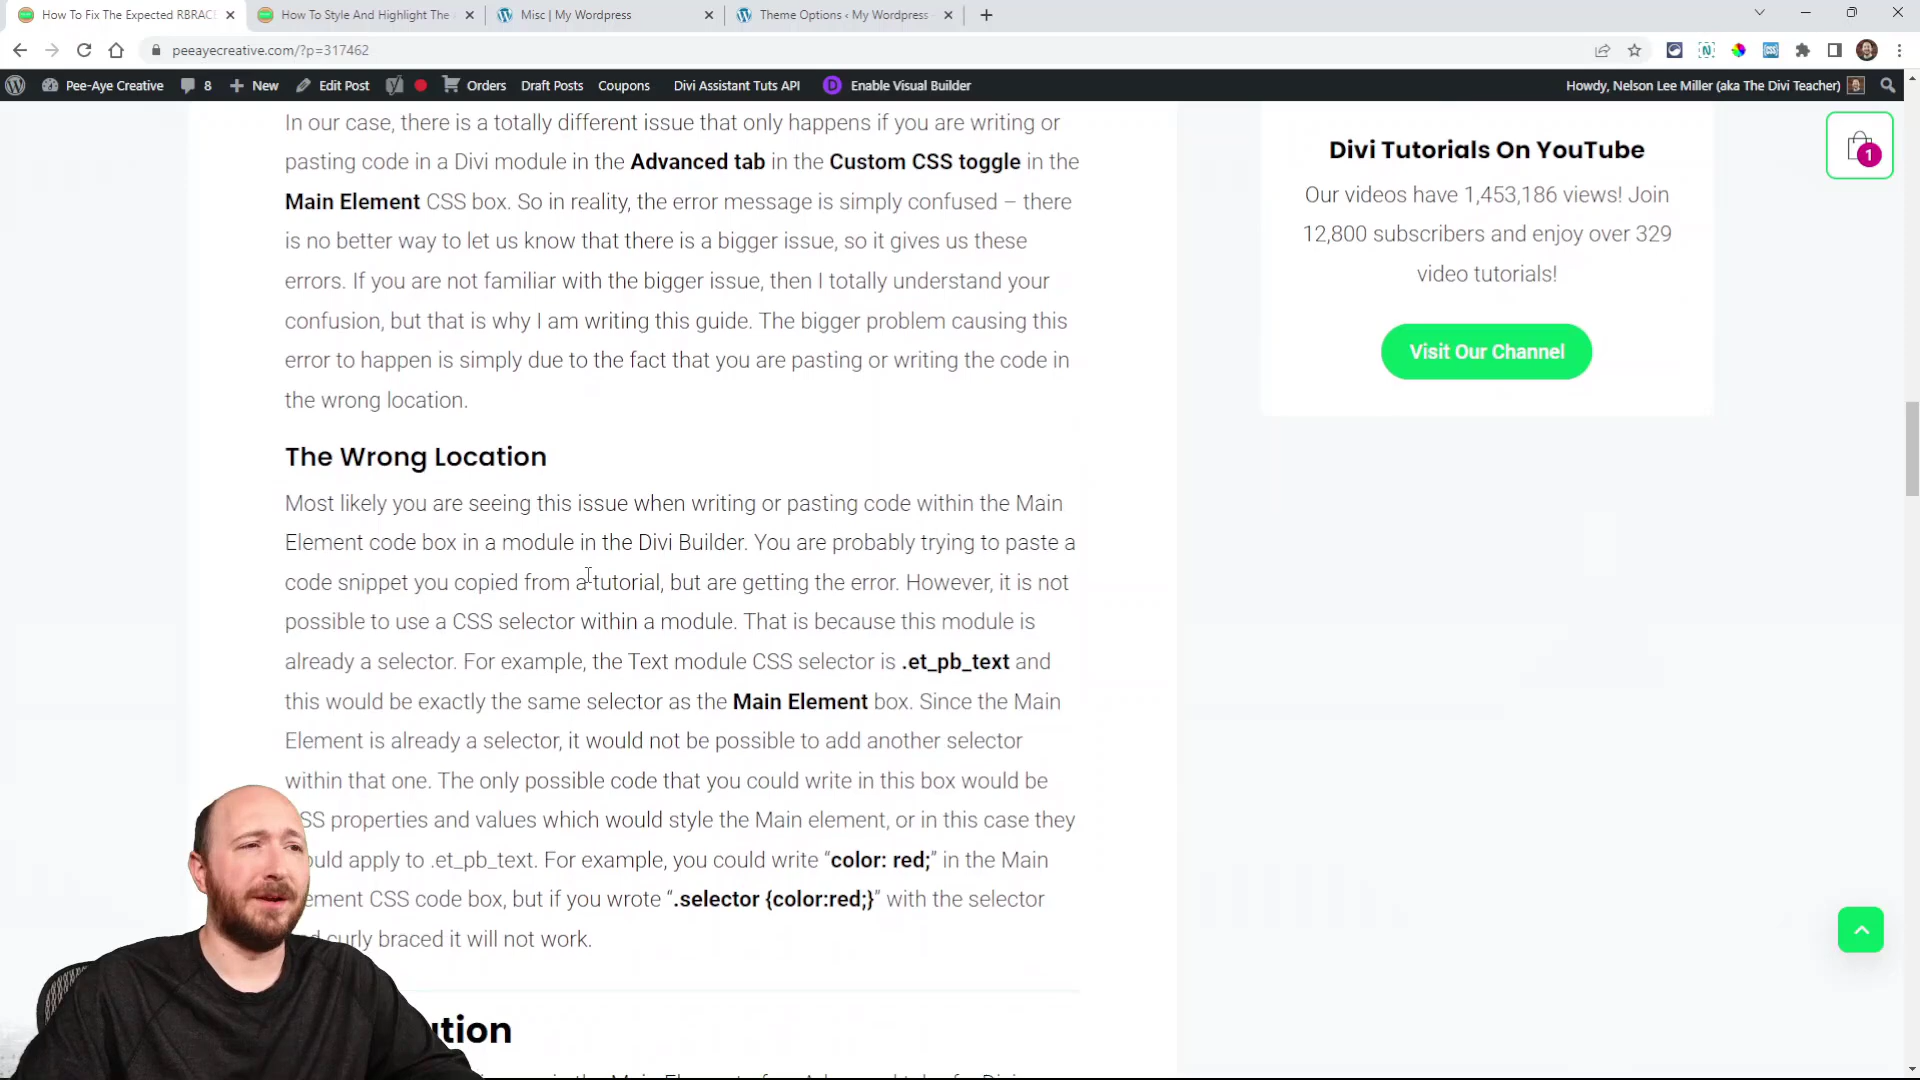 How To Fix The Expected RBRACE
How To Style And Highlight The
Misc | My Wordpress
Theme Options ‹ My Wordpress
peeayecreative.com/?p=317462
Pee-Aye Creative 8 New Edit Post Orders Draft Posts Coupons Divi Assistant Tuts API Enable Visual Builder Howdy, Nelson Lee Miller (aka The Divi Teacher)
In our case, there is a totally different issue that only happens if you are writing or
pasting code in a Divi module in the Advanced tab in the Custom CSS toggle in the
Main Element CSS box. So in reality, the error message is simply confused – there
is no better way to let us know that there is a bigger issue, so it gives us these
errors. If you are not familiar with the bigger issue, then I totally understand your
confusion, but that is why I am writing this guide. The bigger problem causing this
error to happen is simply due to the fact that you are pasting or writing the code in
the wrong location.
The Wrong Location
Most likely you are seeing this issue when writing or pasting code within the Main
Element code box in a module in the Divi Builder. You are probably trying to paste a
code snippet you copied from a tutorial, but are getting the error. However, it is not
possible to use a CSS selector within a module. That is because this module is
already a selector. For example, the Text module CSS selector is .et_pb_text and
this would be exactly the same selector as the Main Element box. Since the Main
Element is already a selector, it would not be possible to add another selector
within that one. The only possible code that you could write in this box would be
SS properties and values which would style the Main element, or in this case they
ould apply to .et_pb_text. For example, you could write “color: red;” in the Main
ement CSS code box, but if you wrote “.selector {color:red;}” with the selector
curly braced it will not work.
Divi Tutorials On YouTube
Our videos have 1,453,186 views! Join
12,800 subscribers and enjoy over 329
video tutorials!
Visit Our Channel
1